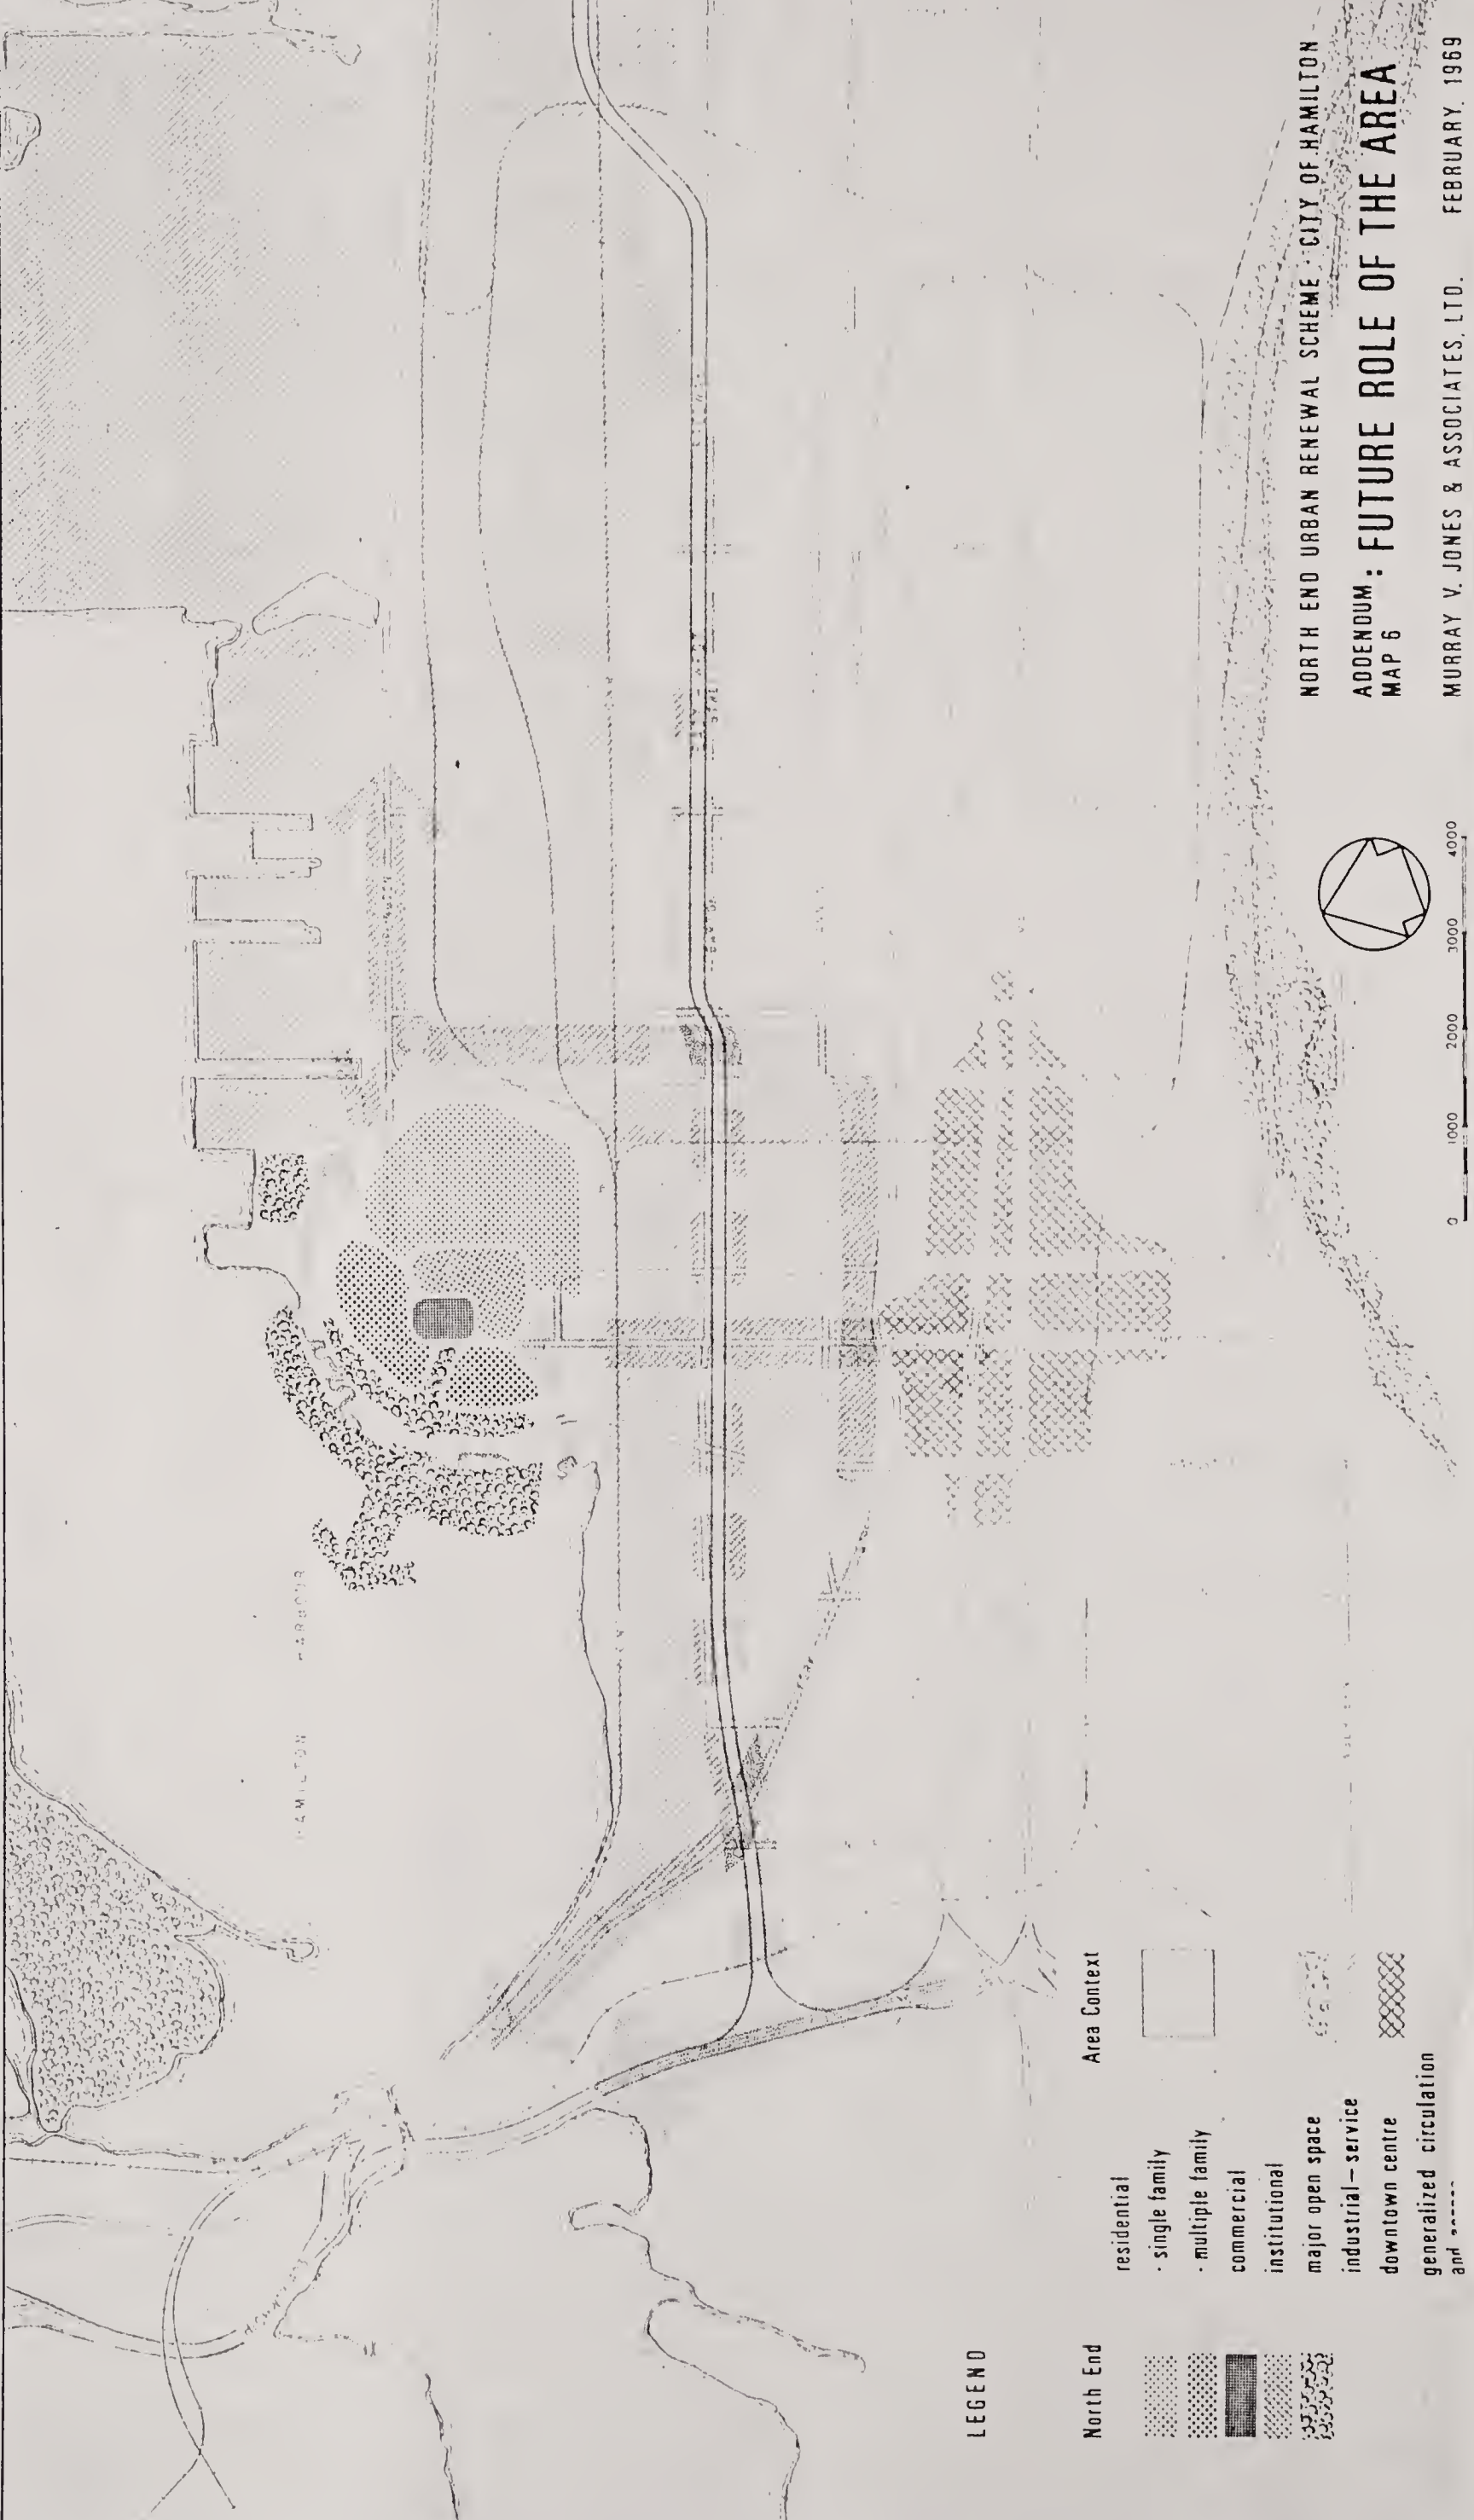 HAMILTON HARBOUR
LEGEND
North End
Area Context
residential
· single family
· multiple family
commercial
institutional
major open space
industrial – service
downtown centre
generalized circulation
and
0 1000 2000 3000 4000
NORTH END URBAN RENEWAL SCHEME · CITY OF HAMILTON
ADDENDUM : FUTURE ROLE OF THE AREA
MAP 6
MURRAY V. JONES & ASSOCIATES, LTD. FEBRUARY, 1969